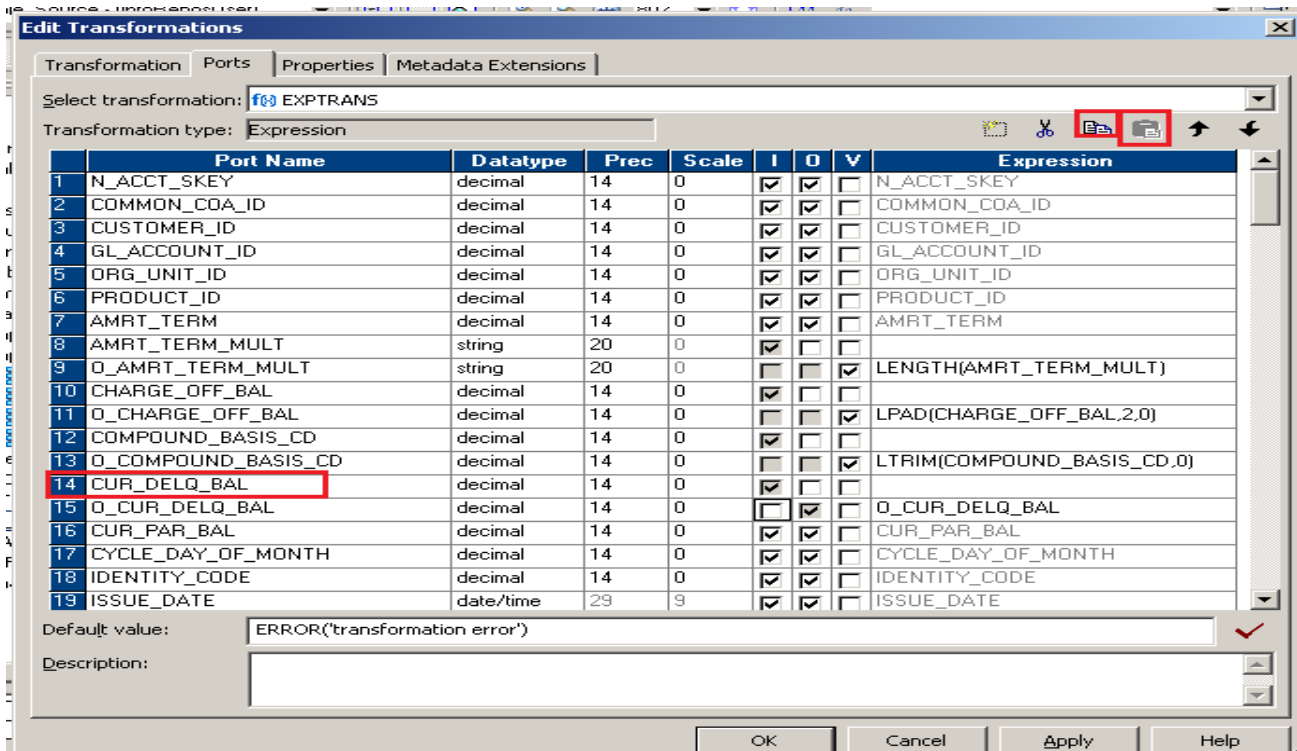 Edit Transformations
Transformation Ports Properties Metadata Extensions
Select transformation: f(x) EXPTRANS
Transformation type: Expression
Port Name Datatype Prec Scale I O V Expression
1 N_ACCT_SKEY decimal 14 0 N_ACCT_SKEY
2 COMMON_COA_ID decimal 14 0 COMMON_COA_ID
3 CUSTOMER_ID decimal 14 0 CUSTOMER_ID
4 GL_ACCOUNT_ID decimal 14 0 GL_ACCOUNT_ID
5 ORG_UNIT_ID decimal 14 0 ORG_UNIT_ID
6 PRODUCT_ID decimal 14 0 PRODUCT_ID
7 AMRT_TERM decimal 14 0 AMRT_TERM
8 AMRT_TERM_MULT string 20 0
9 O_AMRT_TERM_MULT string 20 0 LENGTH(AMRT_TERM_MULT)
10 CHARGE_OFF_BAL decimal 14 0
11 O_CHARGE_OFF_BAL decimal 14 0 LPAD(CHARGE_OFF_BAL,2,0)
12 COMPOUND_BASIS_CD decimal 14 0
13 O_COMPOUND_BASIS_CD decimal 14 0 LTRIM(COMPOUND_BASIS_CD,0)
14 CUR_DELQ_BAL decimal 14 0
15 O_CUR_DELQ_BAL decimal 14 0 O_CUR_DELQ_BAL
16 CUR_PAR_BAL decimal 14 0 CUR_PAR_BAL
17 CYCLE_DAY_OF_MONTH decimal 14 0 CYCLE_DAY_OF_MONTH
18 IDENTITY_CODE decimal 14 0 IDENTITY_CODE
19 ISSUE_DATE date/time 29 9 ISSUE_DATE
Default value: ERROR('transformation error')
Description:
OK Cancel Apply Help